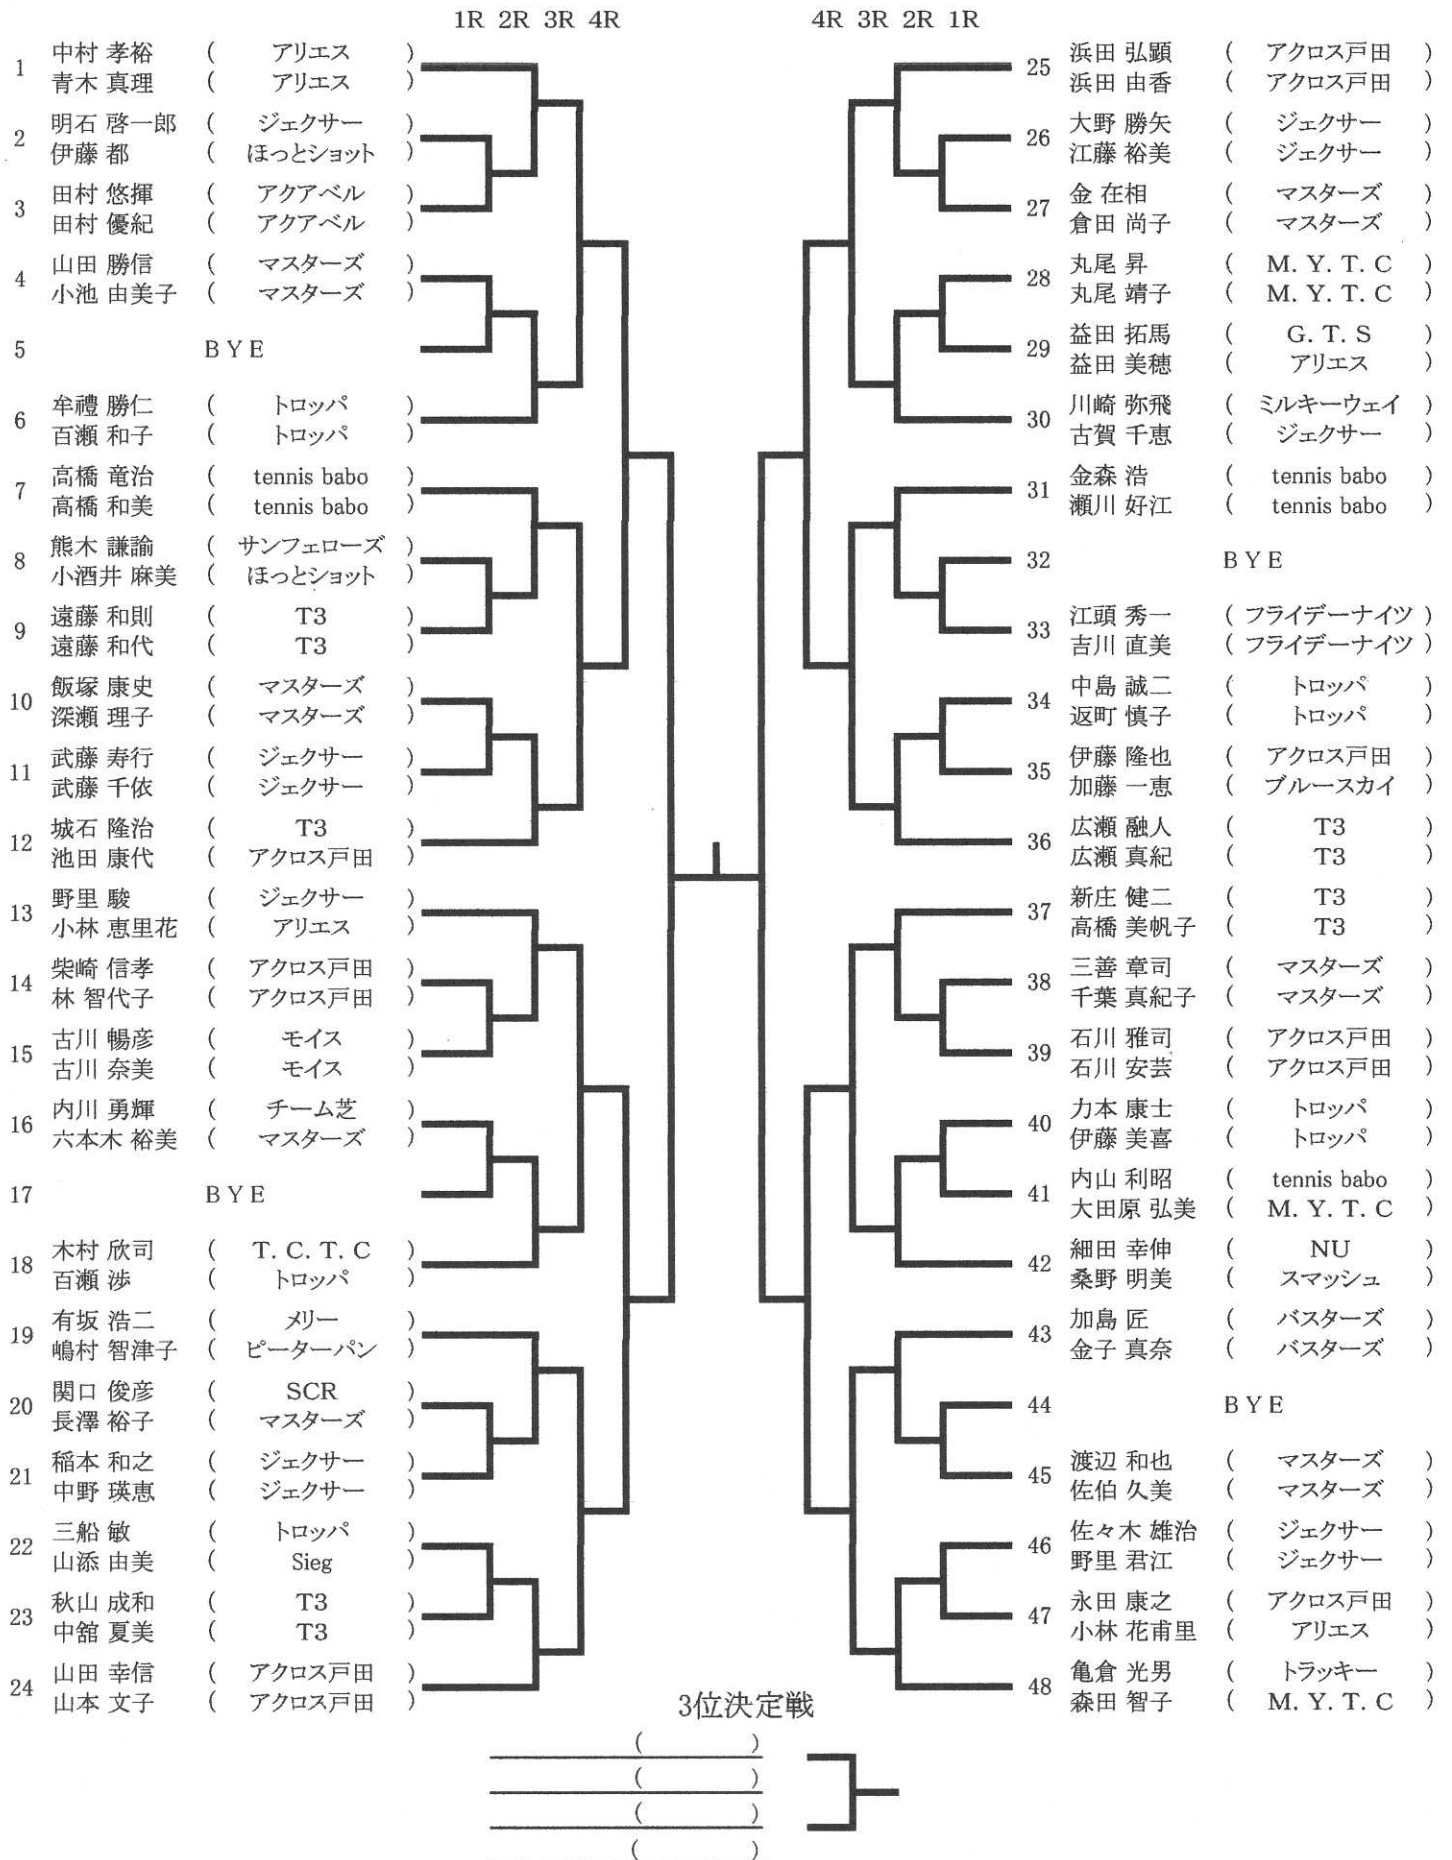 1R 2R 3R 4R
4R 3R 2R 1R
1 中村 孝裕 ( アリエス )
青木 真理 ( アリエス )
2 明石 啓一郎 ( ジェクサー )
伊藤 都 ( ほっとショット )
3 田村 悠揮 ( アクアベル )
田村 優紀 ( アクアベル )
4 山田 勝信 ( マスターズ )
小池 由美子 ( マスターズ )
5 BYE
6 牟禮 勝仁 ( トロッパ )
百瀬 和子 ( トロッパ )
7 高橋 竜治 ( tennis babo )
高橋 和美 ( tennis babo )
8 熊木 謙諭 ( サンフェローズ )
小酒井 麻美 ( ほっとショット )
9 遠藤 和則 ( T3 )
遠藤 和代 ( T3 )
10 飯塚 康史 ( マスターズ )
深瀬 理子 ( マスターズ )
11 武藤 寿行 ( ジェクサー )
武藤 千依 ( ジェクサー )
12 城石 隆治 ( T3 )
池田 康代 ( アクロス戸田 )
13 野里 駿 ( ジェクサー )
小林 恵里花 ( アリエス )
14 柴崎 信孝 ( アクロス戸田 )
林 智代子 ( アクロス戸田 )
15 古川 暢彦 ( モイス )
古川 奈美 ( モイス )
16 内川 勇輝 ( チーム芝 )
六本木 裕美 ( マスターズ )
17 BYE
18 木村 欣司 ( T. C. T. C )
百瀬 渉 ( トロッパ )
19 有坂 浩二 ( メリー )
嶋村 智津子 ( ピーターパン )
20 関口 俊彦 ( SCR )
長澤 裕子 ( マスターズ )
21 稲本 和之 ( ジェクサー )
中野 瑛恵 ( ジェクサー )
22 三船 敏 ( トロッパ )
山添 由美 ( Sieg )
23 秋山 成和 ( T3 )
中舘 夏美 ( T3 )
24 山田 幸信 ( アクロス戸田 )
山本 文子 ( アクロス戸田 )
25 浜田 弘顕 ( アクロス戸田 )
浜田 由香 ( アクロス戸田 )
26 大野 勝矢 ( ジェクサー )
江藤 裕美 ( ジェクサー )
27 金 在相 ( マスターズ )
倉田 尚子 ( マスターズ )
28 丸尾 昇 ( M. Y. T. C )
丸尾 靖子 ( M. Y. T. C )
29 益田 拓馬 ( G. T. S )
益田 美穂 ( アリエス )
30 川崎 弥飛 ( ミルキーウェイ )
古賀 千恵 ( ジェクサー )
31 金森 浩 ( tennis babo )
瀬川 好江 ( tennis babo )
32 BYE
33 江頭 秀一 ( フライデーナイツ )
吉川 直美 ( フライデーナイツ )
34 中島 誠二 ( トロッパ )
返町 慎子 ( トロッパ )
35 伊藤 隆也 ( アクロス戸田 )
加藤 一恵 ( ブルースカイ )
36 広瀬 融人 ( T3 )
広瀬 真紀 ( T3 )
37 新庄 健二 ( T3 )
高橋 美帆子 ( T3 )
38 三善 章司 ( マスターズ )
千葉 真紀子 ( マスターズ )
39 石川 雅司 ( アクロス戸田 )
石川 安芸 ( アクロス戸田 )
40 力本 康士 ( トロッパ )
伊藤 美喜 ( トロッパ )
41 内山 利昭 ( tennis babo )
大田原 弘美 ( M. Y. T. C )
42 細田 幸伸 ( NU )
桑野 明美 ( スマッシュ )
43 加島 匠 ( バスターズ )
金子 真奈 ( バスターズ )
44 BYE
45 渡辺 和也 ( マスターズ )
佐伯 久美 ( マスターズ )
46 佐々木 雄治 ( ジェクサー )
野里 君江 ( ジェクサー )
47 永田 康之 ( アクロス戸田 )
小林 花甫里 ( アリエス )
48 亀倉 光男 ( トラッキー )
森田 智子 ( M. Y. T. C )
3位決定戦
( )
( )
( )
( )